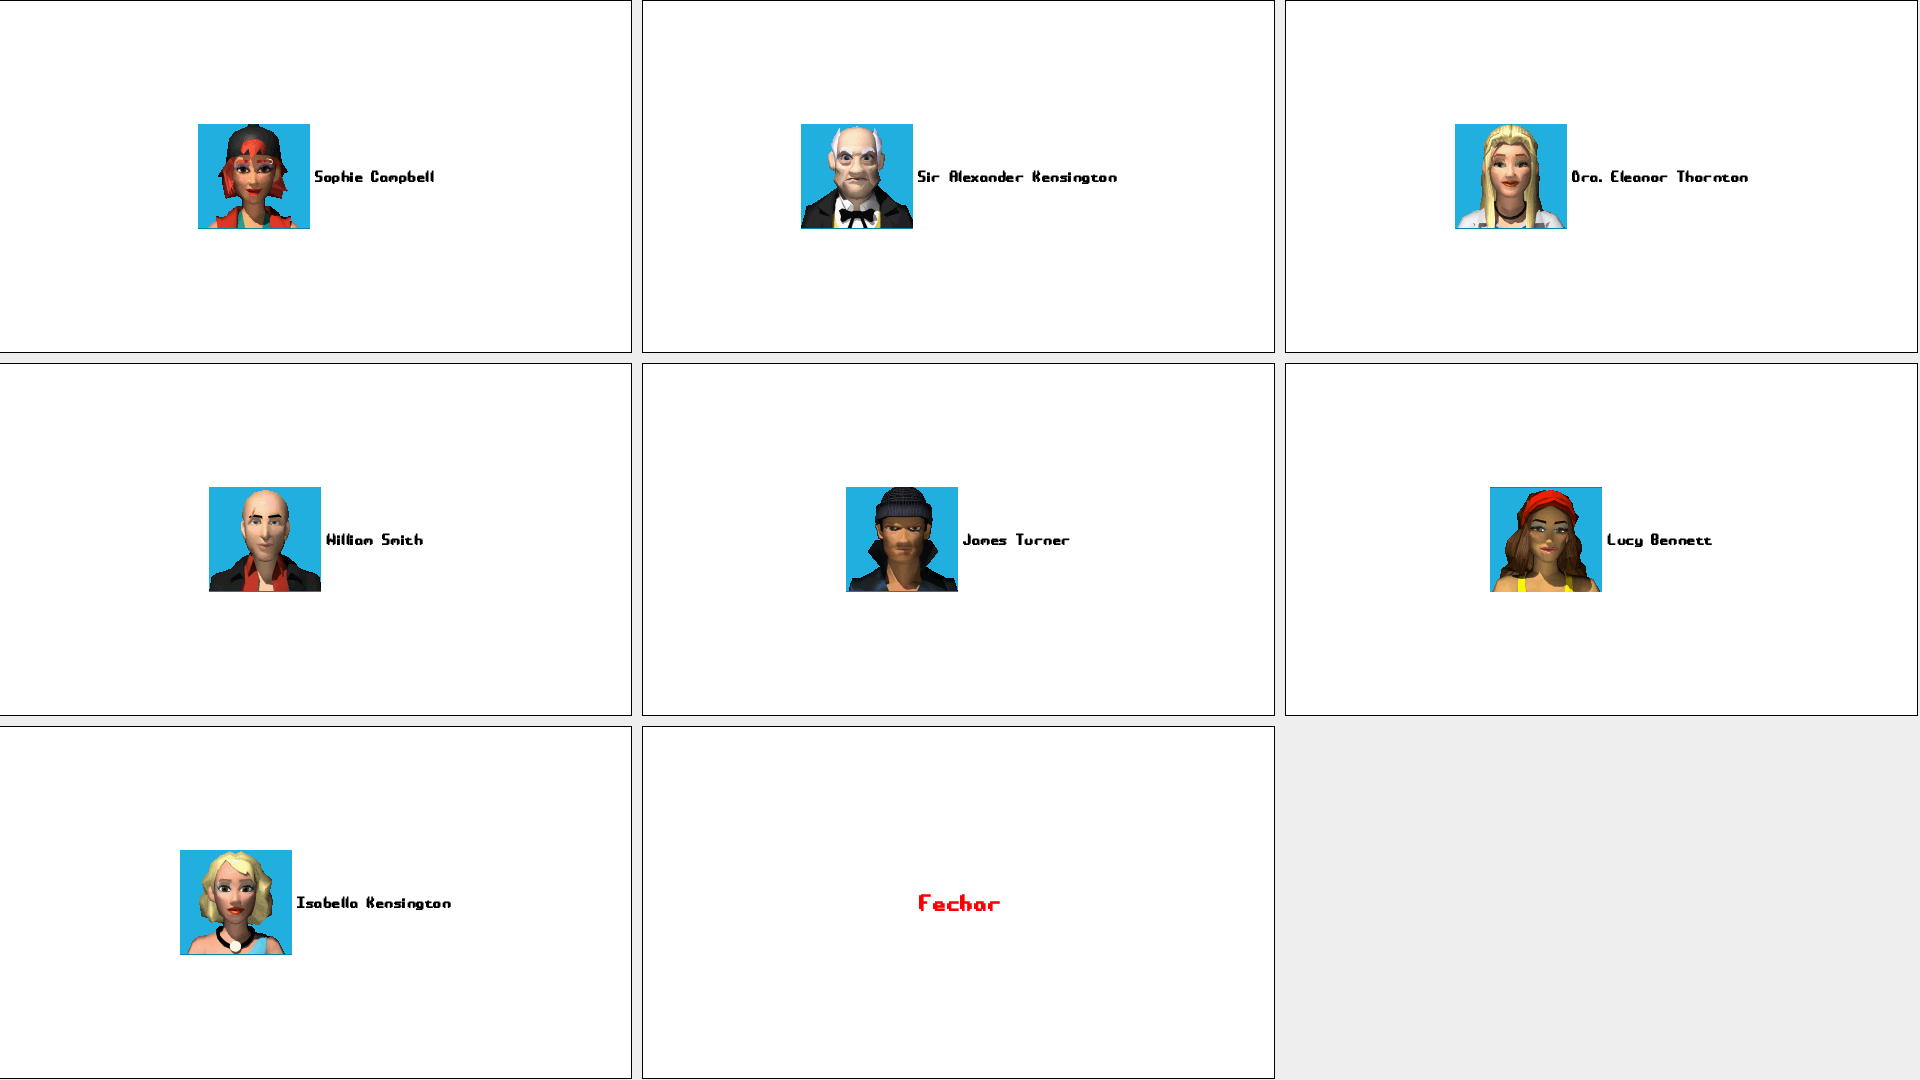 Sophie Campbell
Sir Alexander Kensington
Dra. Eleanor Thornton
William Smith
James Turner
Lucy Bennett
Isabella Kensington
Fechar